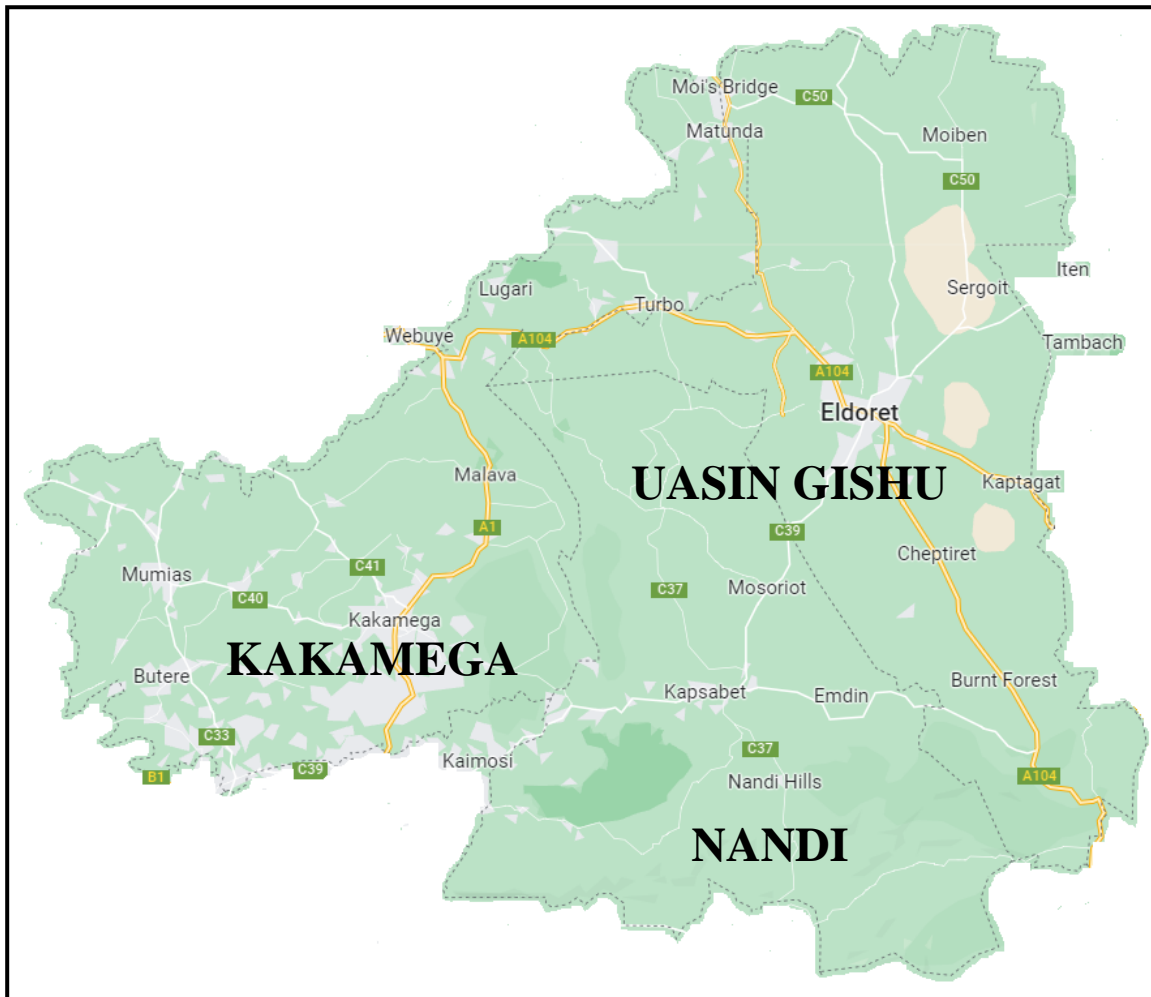 Moi's Bridge
C50
Matunda
Moiben
C50
Iten
Lugari
Sergoit
Turbo
Webuye
A104
Tambach
A104
Eldoret
Malava
UASIN GISHU
Kaptagat
A1
C39
Cheptiret
C41
Mumias
C40
C37
Mosoriot
Kakamega
KAKAMEGA
Butere
Kapsabet
Emdin
Burnt Forest
C33
C37
Kaimosi
B1
C39
Nandi Hills
A104
NANDI